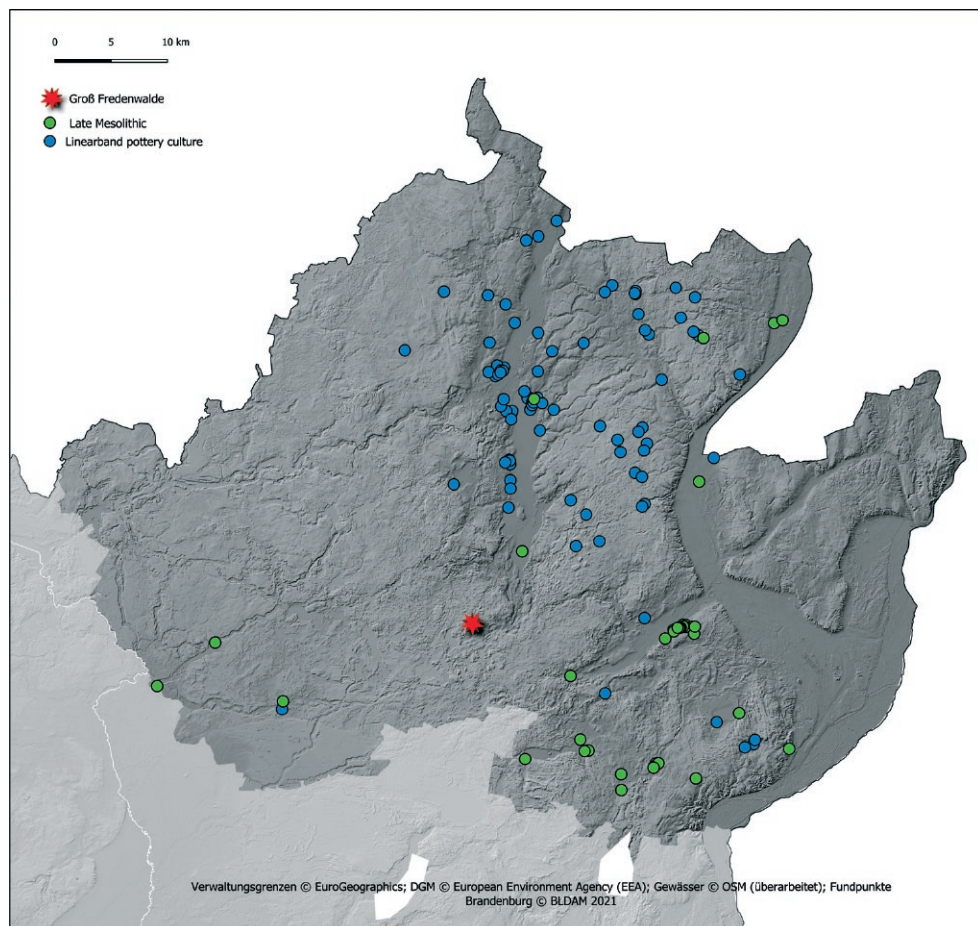 0 5 10 km
Groß Fredenwalde
Late Mesolithic
Linearband pottery culture
Verwaltungsgrenzen © EuroGeographics; DGM © European Environment Agency (EEA); Gewässer © OSM (überarbeitet); Fundpunkte
Brandenburg © BLDAM 2021